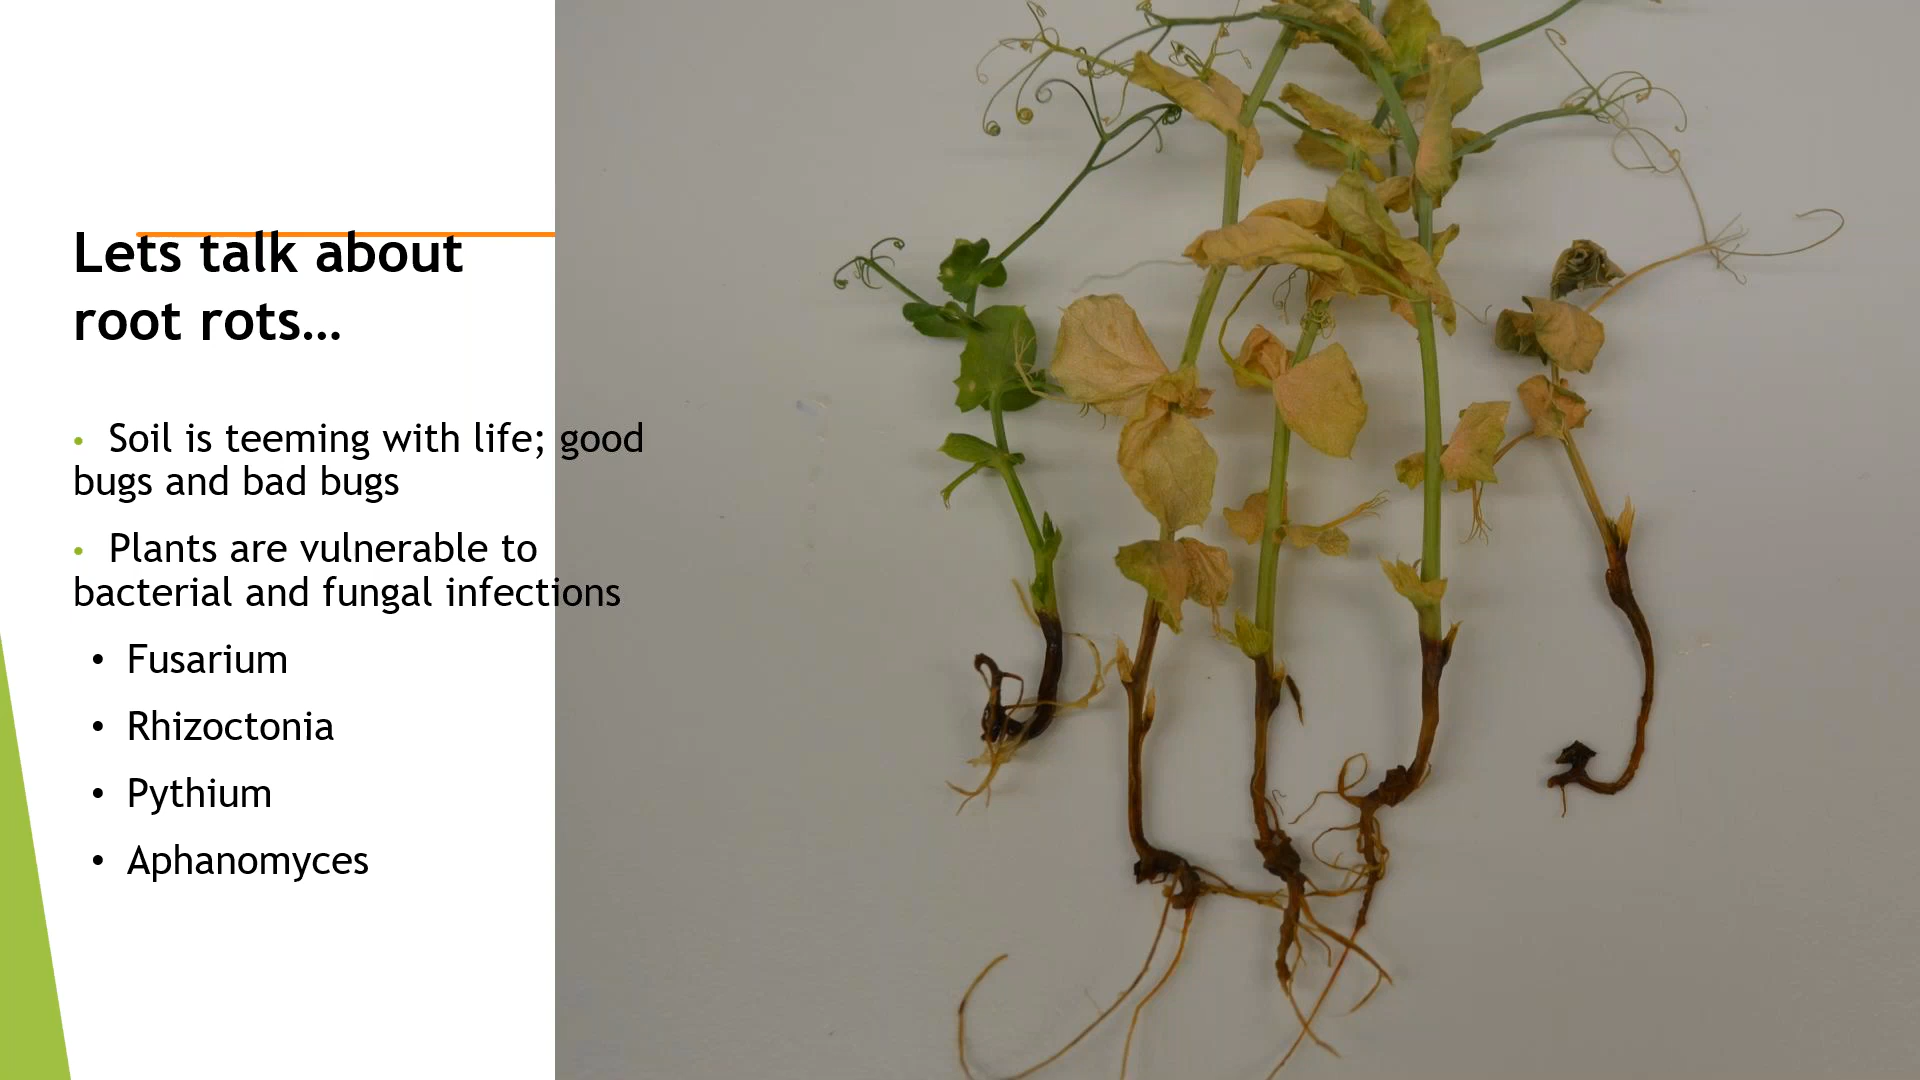 Lets talk about
root rots…
• Soil is teeming with life; good
bugs and bad bugs
• Plants are vulnerable to
bacterial and fungal infections
• Fusarium
• Rhizoctonia
• Pythium
• Aphanomyces